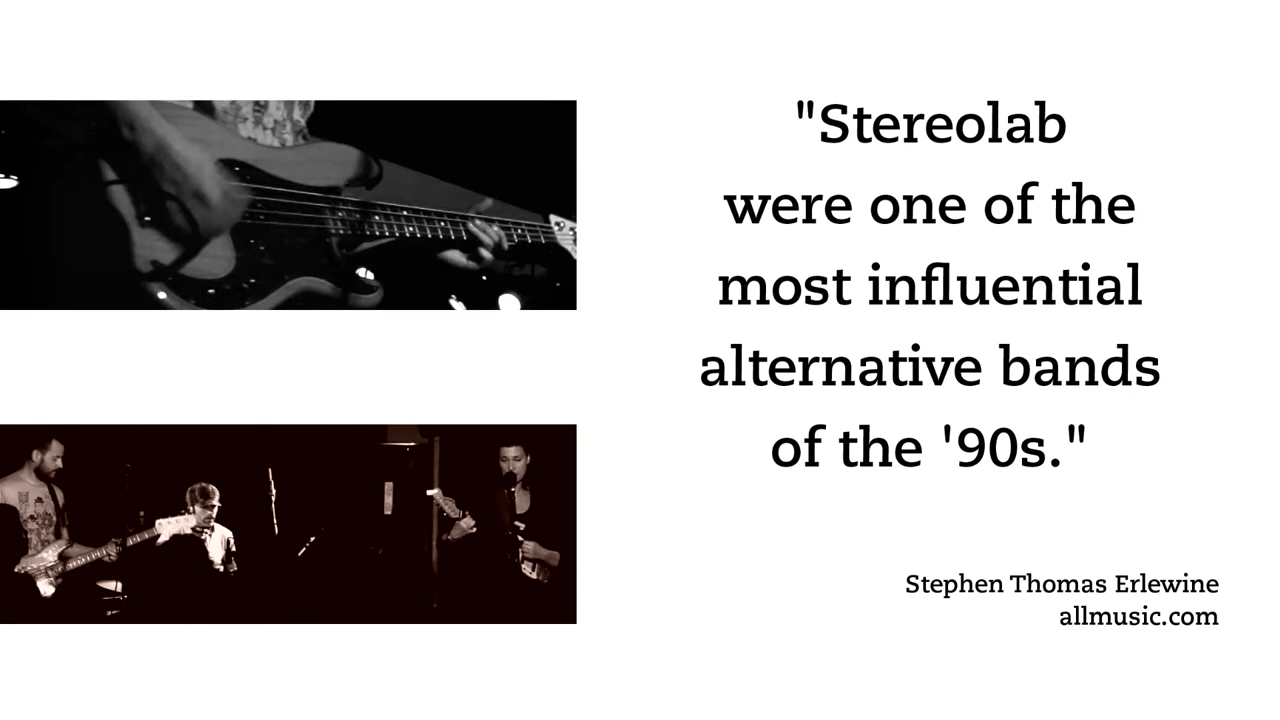 "Stereolab
were one of the
most influential
alternative bands
of the '90s."
Stephen Thomas Erlewine
allmusic.com